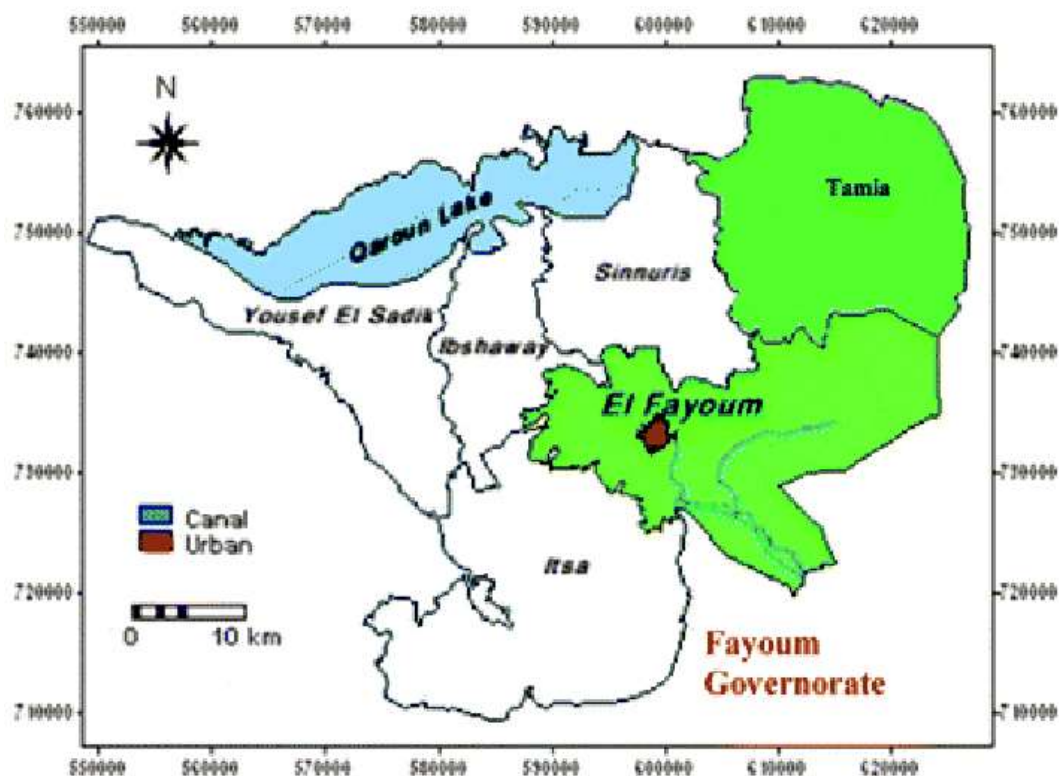 550000 560000 570000 580000 590000 600000 610000 620000
N
760000 760000
Tamia
Qaroun Lake
750000 750000
Sinnuris
Yousef El Sadik
Ibshaway
740000 740000
El Fayoum
730000 730000
Canal
Urban
Itsa
720000 720000
0 10 km
Fayoum
Governorate
710000 710000
550000 560000 570000 580000 590000 600000 610000 620000